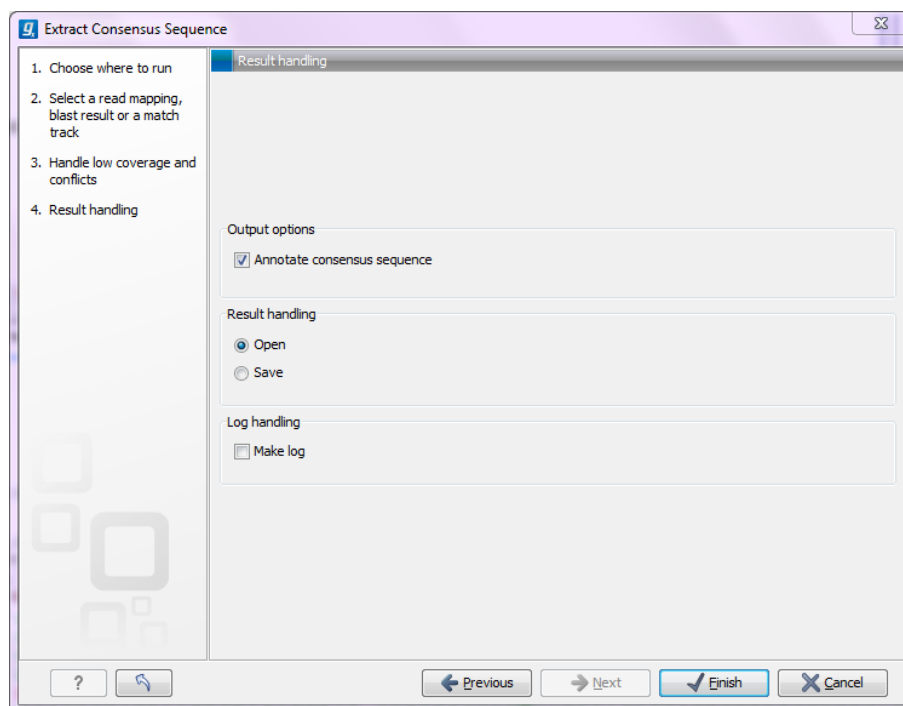 Extract Consensus Sequence
1. Choose where to run
2. Select a read mapping,
blast result or a match
track
3. Handle low coverage and
conflicts
4. Result handling
Result handling
Output options
Annotate consensus sequence
Result handling
Open
Save
Log handling
Make log
?
Previous
Next
Finish
Cancel